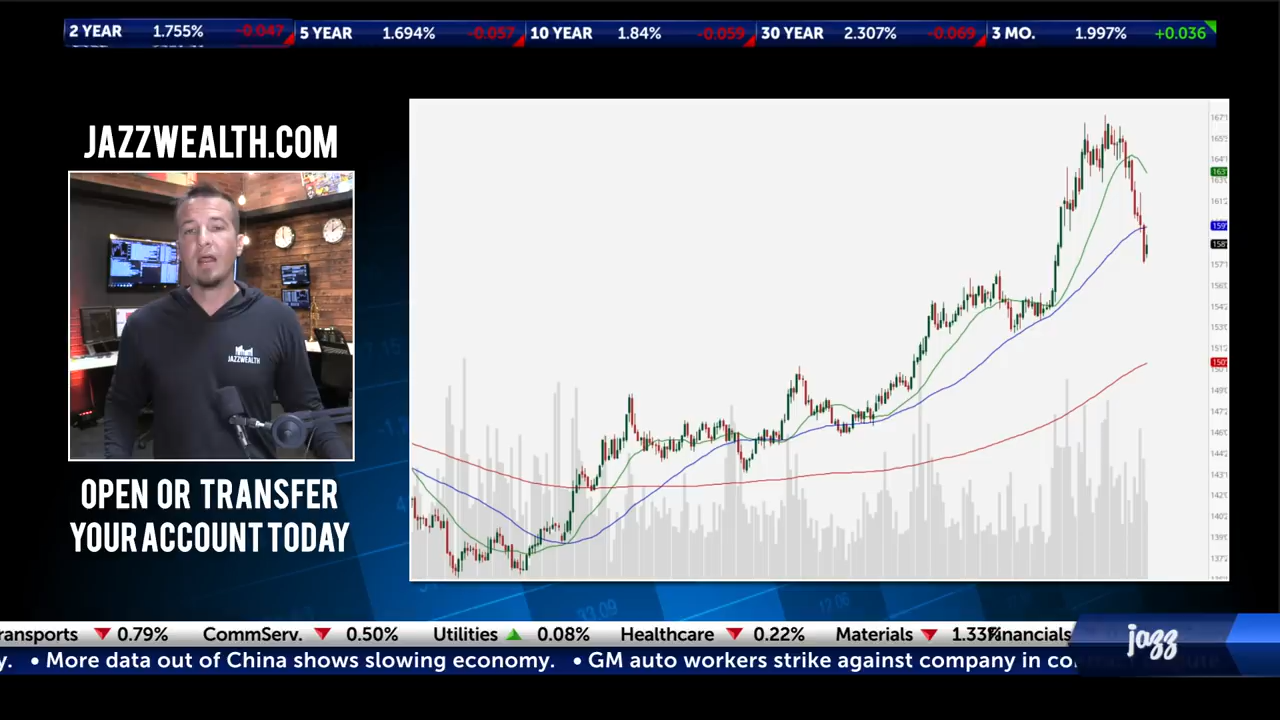 2 YEAR 1.755% -0.047 5 YEAR 1.694% -0.057 10 YEAR 1.84% -0.059 30 YEAR 2.307% -0.069 3 MO. 1.997% +0.036
JAZZWEALTH.COM
JAZZWEALTH
OPEN OR TRANSFER
YOUR ACCOUNT TODAY
ransports 0.79% CommServ. 0.50% Utilities 0.08% Healthcare 0.22% Materials 1.33% Financials
jazz
y. • More data out of China shows slowing economy. • GM auto workers strike against company in co